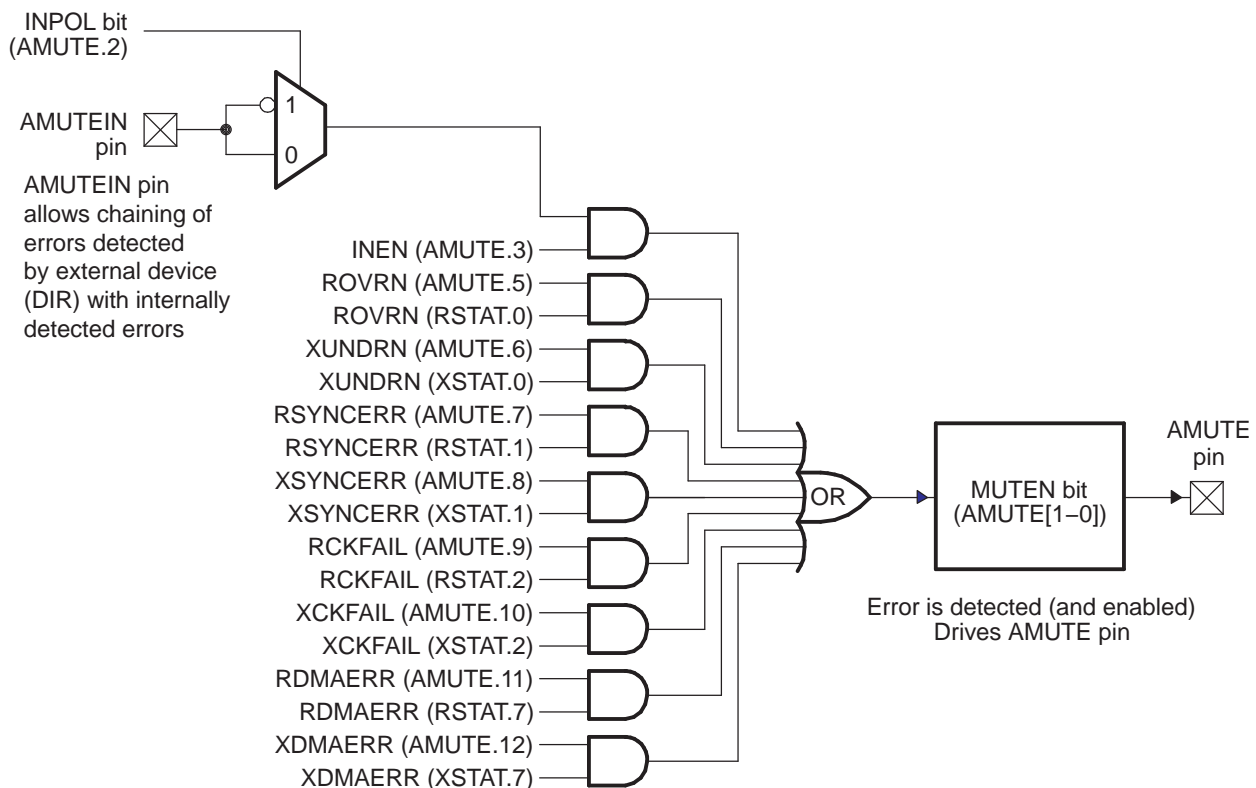 INPOL bit
(AMUTE.2)
1
AMUTEIN
pin
0
AMUTEIN pin
allows chaining of
errors detected
by external device
(DIR) with internally
detected errors
INEN (AMUTE.3)
ROVRN (AMUTE.5)
ROVRN (RSTAT.0)
XUNDRN (AMUTE.6)
XUNDRN (XSTAT.0)
RSYNCERR (AMUTE.7)
RSYNCERR (RSTAT.1)
XSYNCERR (AMUTE.8)
XSYNCERR (XSTAT.1)
RCKFAIL (AMUTE.9)
RCKFAIL (RSTAT.2)
XCKFAIL (AMUTE.10)
XCKFAIL (XSTAT.2)
RDMAERR (AMUTE.11)
RDMAERR (RSTAT.7)
XDMAERR (AMUTE.12)
XDMAERR (XSTAT.7)
OR
MUTEN bit
(AMUTE[1−0])
AMUTE
pin
Error is detected (and enabled)
Drives AMUTE pin